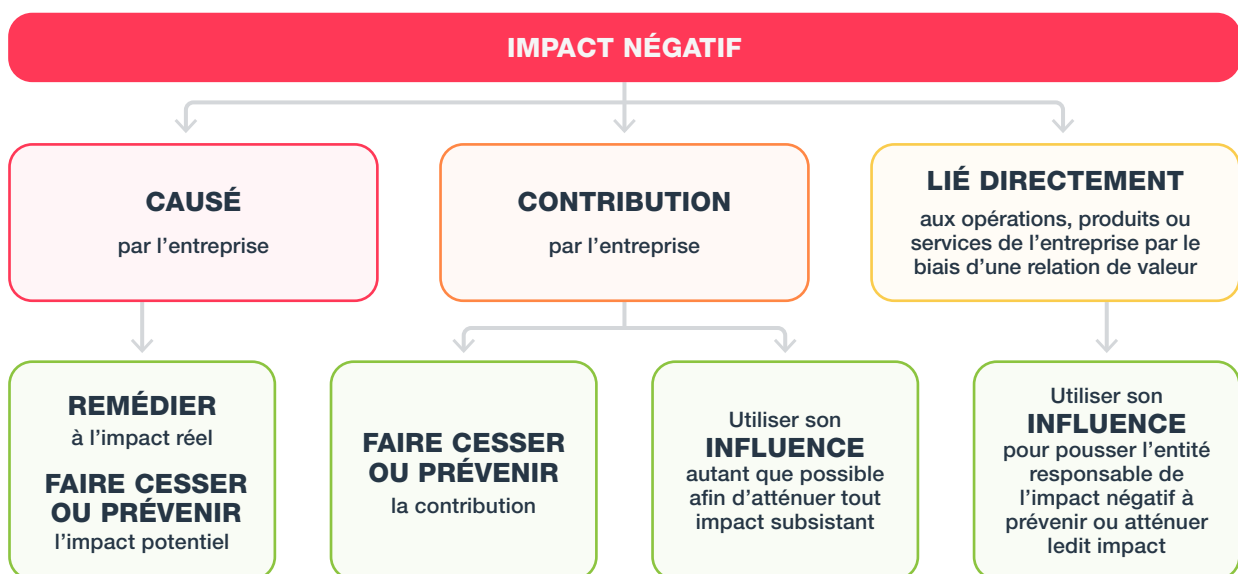 IMPACT NÉGATIF
CAUSÉ
par l'entreprise
CONTRIBUTION
par l'entreprise
LIÉ DIRECTEMENT
aux opérations, produits ou
services de l'entreprise par le
biais d'une relation de valeur
REMÉDIER
à l'impact réel
FAIRE CESSER
OU PRÉVENIR
l'impact potentiel
FAIRE CESSER
OU PRÉVENIR
la contribution
Utiliser son
INFLUENCE
autant que possible
afin d'atténuer tout
impact subsistant
Utiliser son
INFLUENCE
pour pousser l'entité
responsable de
l'impact négatif à
prévenir ou atténuer
ledit impact